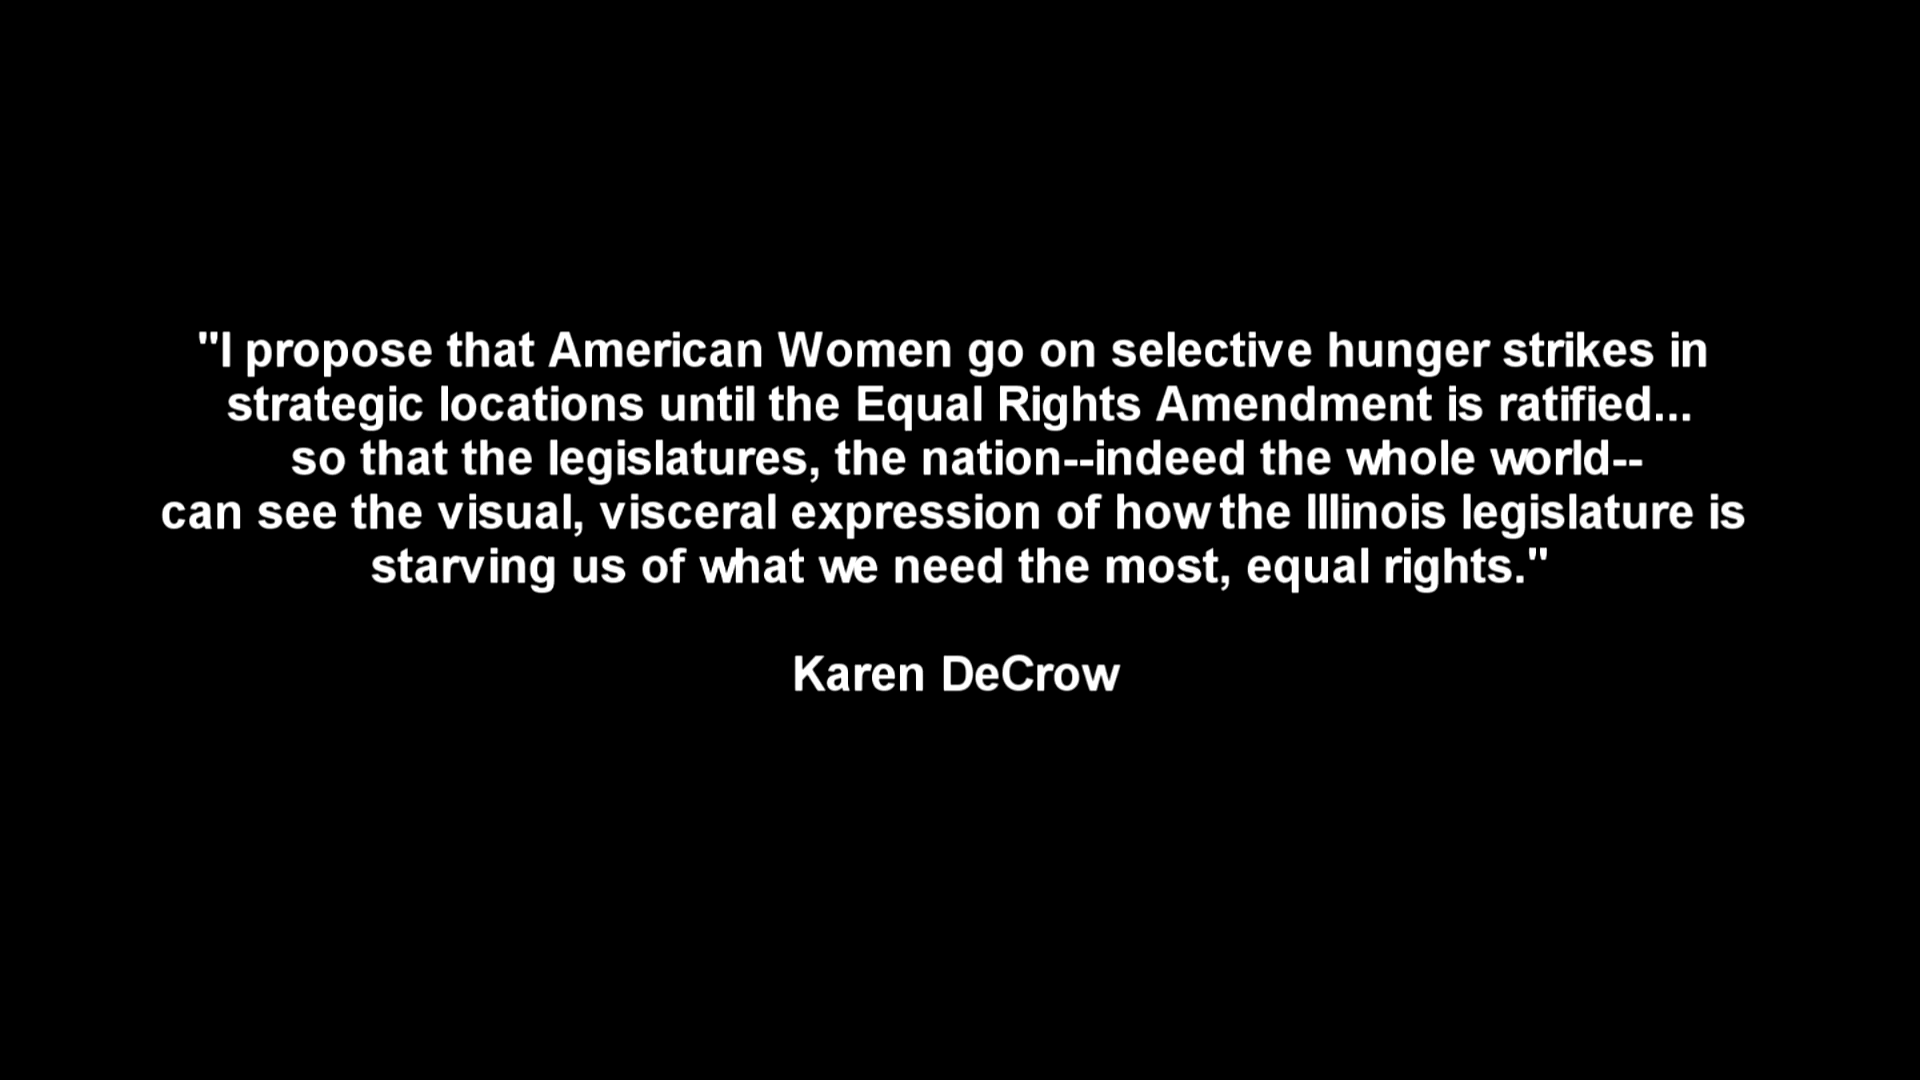 "I propose that American Women go on selective hunger strikes in
strategic locations until the Equal Rights Amendment is ratified...
so that the legislatures, the nation--indeed the whole world--
can see the visual, visceral expression of how the Illinois legislature is
starving us of what we need the most, equal rights."
Karen DeCrow